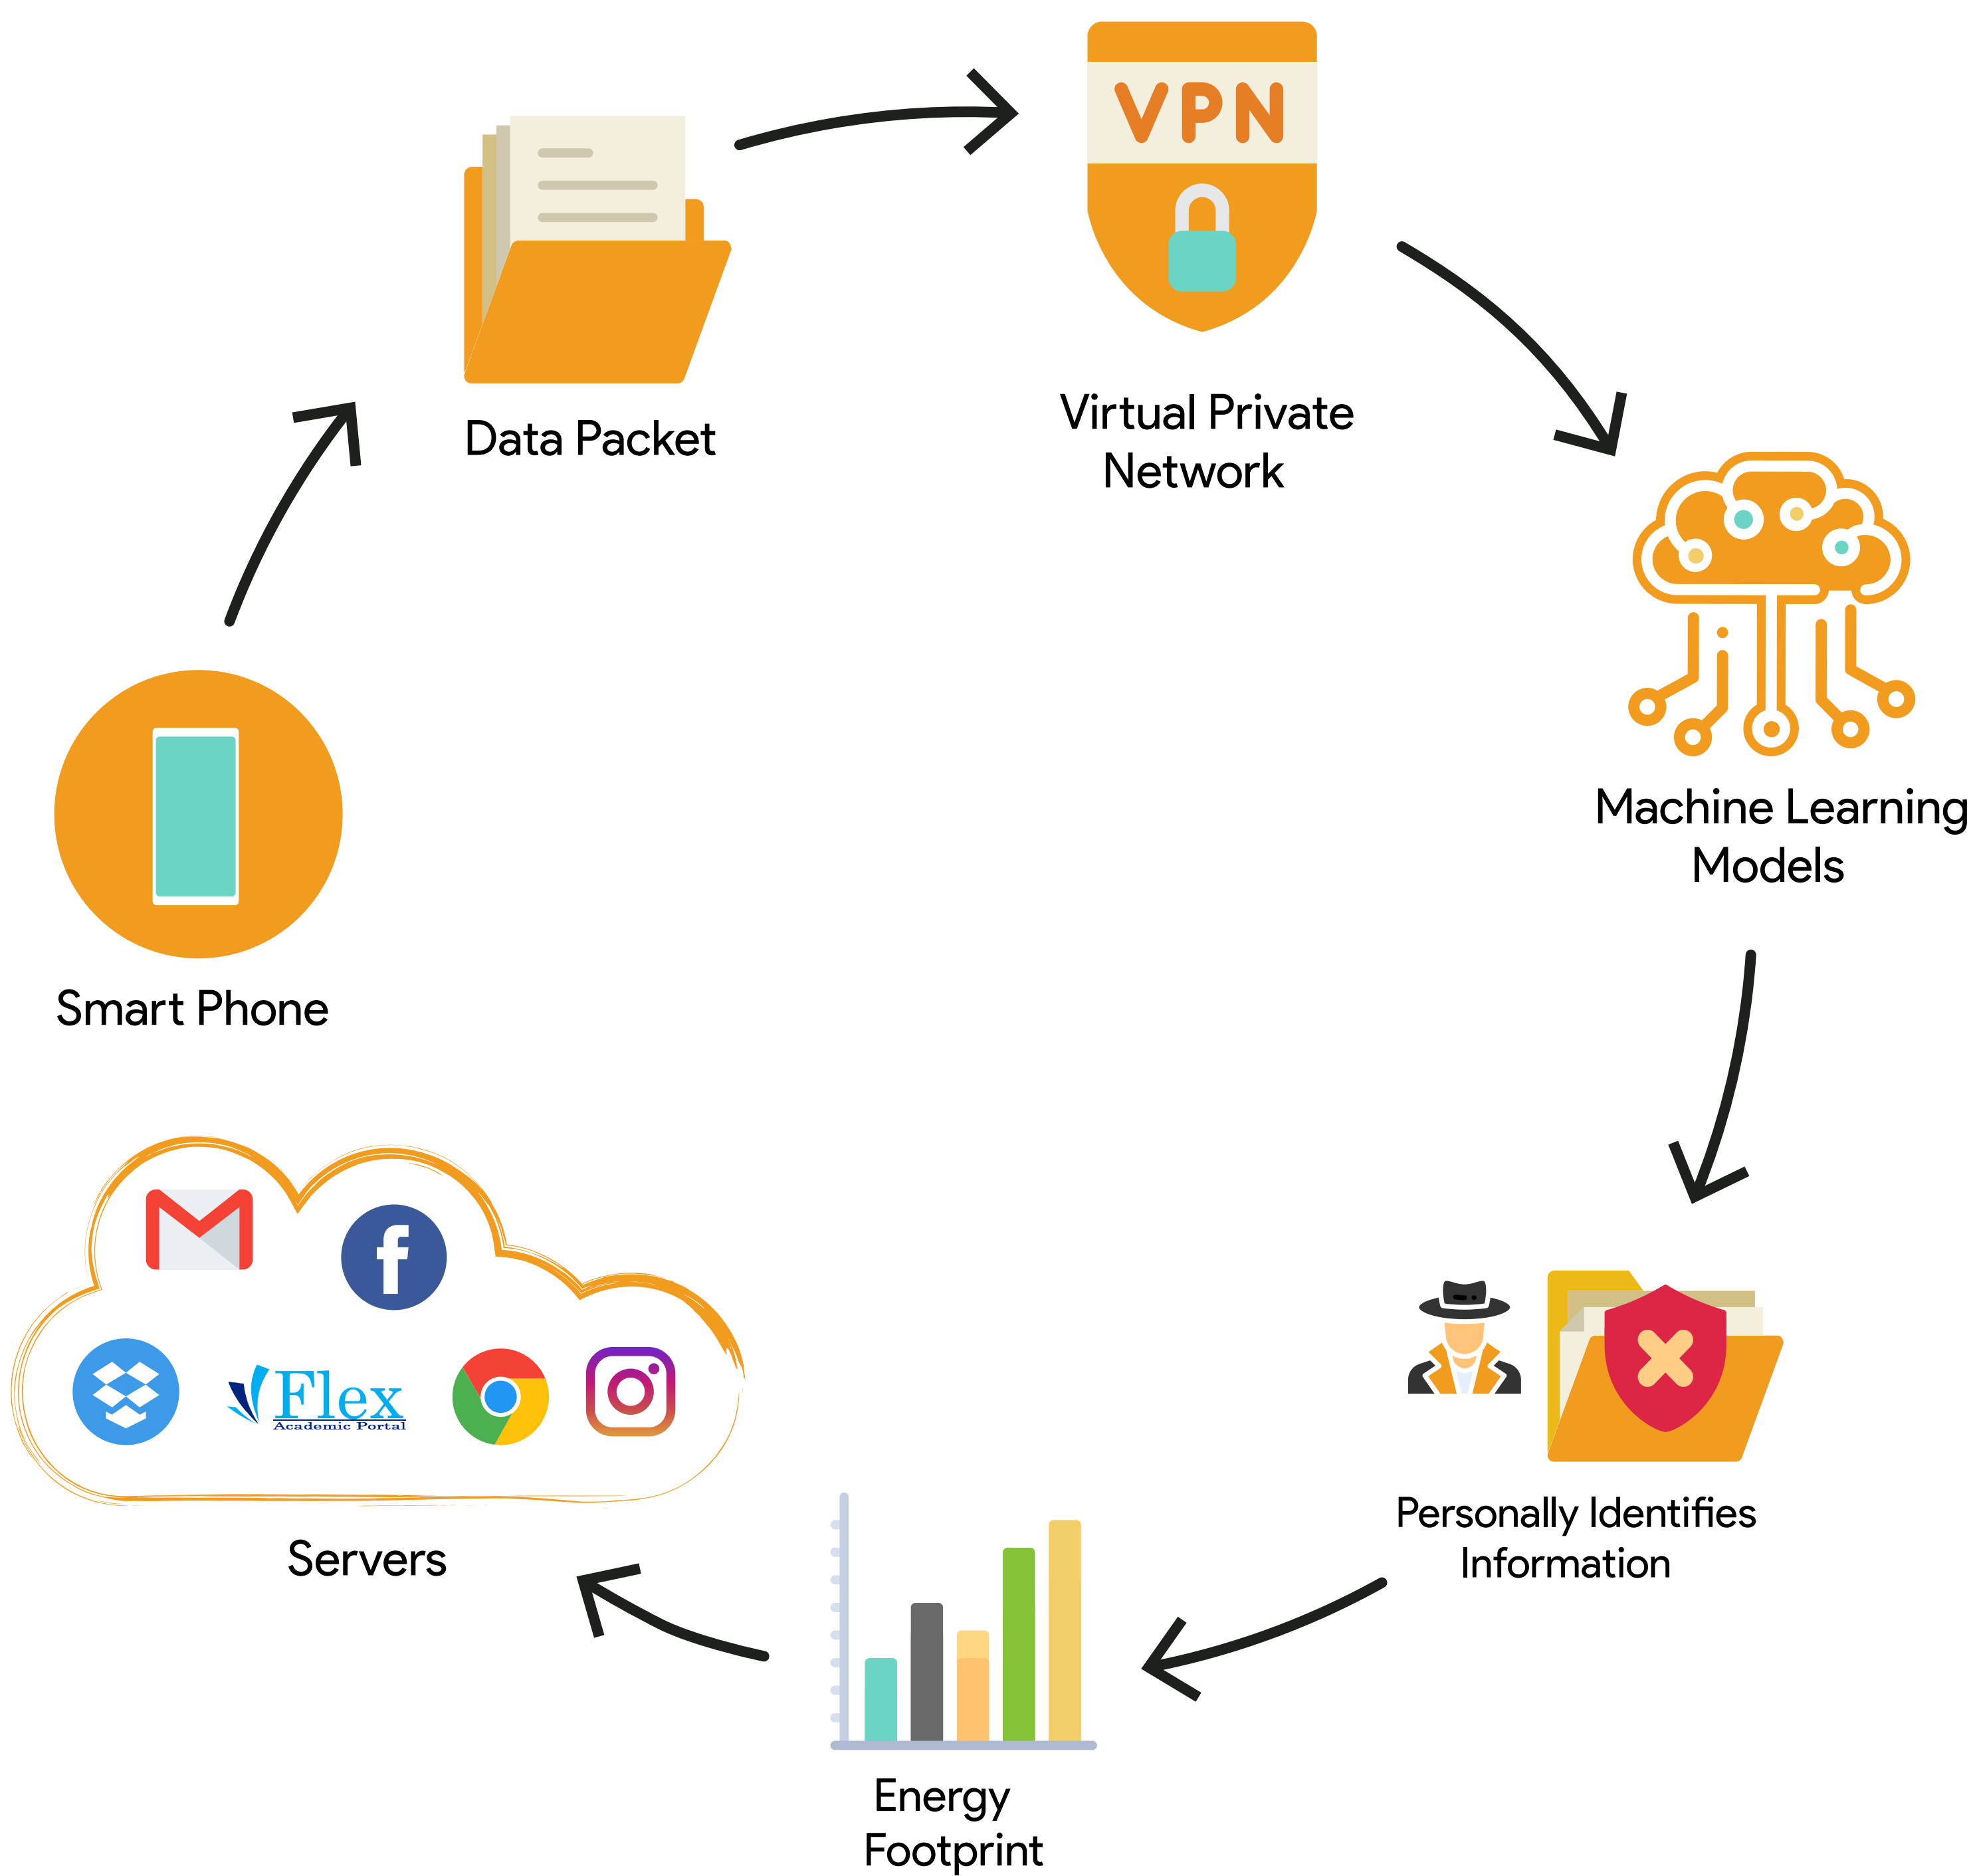 VPN
Data Packet
Virtual Private
Network
Machine Learning
Models
Smart Phone
Personally Identifies
Information
f
Flex
Academic Portal
Servers
Energy
Footprint